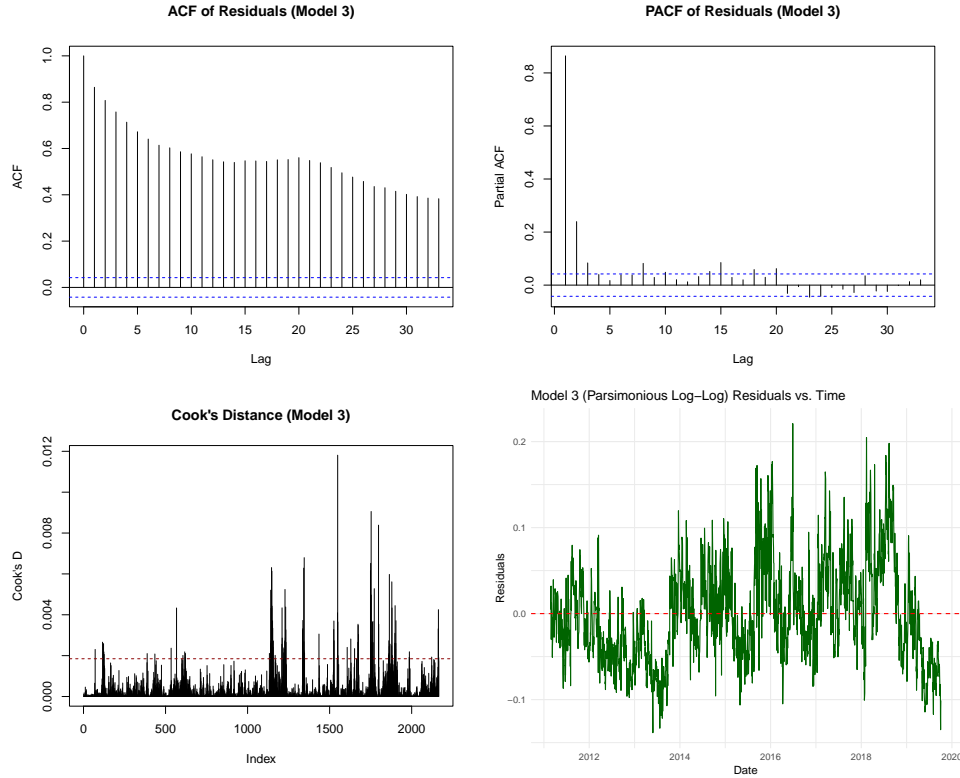 ACF of Residuals (Model 3)
ACF
0.0 0.2 0.4 0.6 0.8 1.0
0 5 10 15 20 25 30
Lag
PACF of Residuals (Model 3)
Partial ACF
0.0 0.2 0.4 0.6 0.8
0 5 10 15 20 25 30
Lag
Cook's Distance (Model 3)
Cook's D
0.000 0.004 0.008 0.012
0 500 1000 1500 2000
Index
Model 3 (Parsimonious Log−Log) Residuals vs. Time
Residuals
0.2
0.1
0.0
−0.1
2012 2014 2016 2018 2020
Date